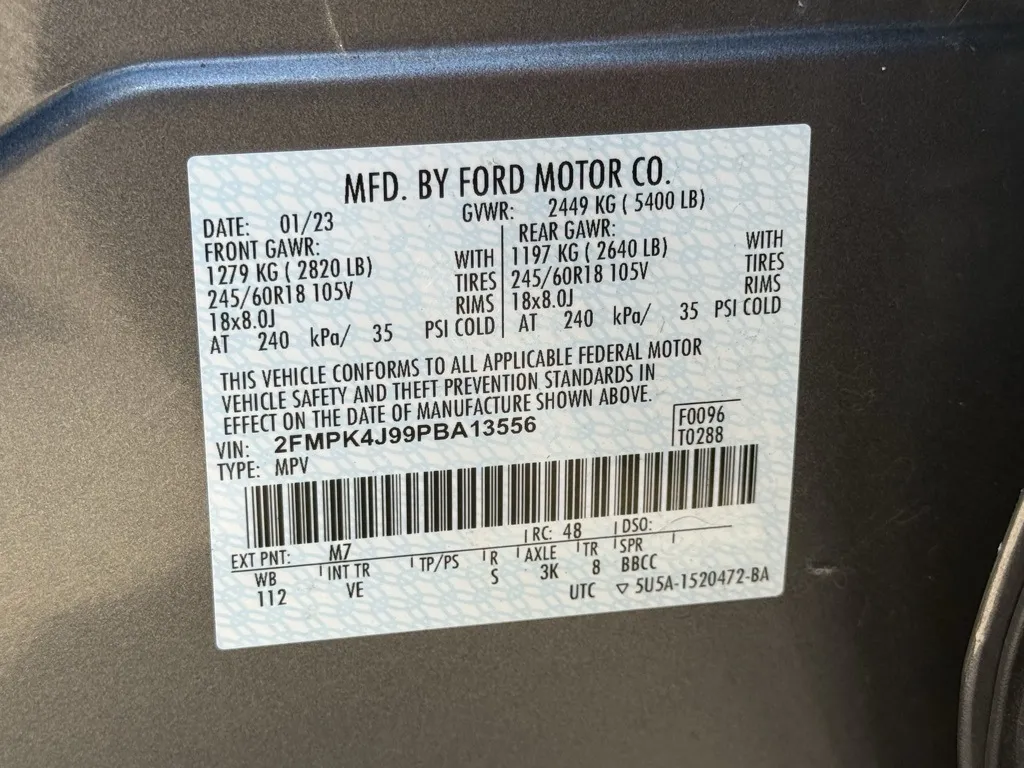 MFD. BY FORD MOTOR CO.
DATE: 01/23 GVWR: 2449 KG ( 5400 LB)
FRONT GAWR: REAR GAWR:
1279 KG ( 2820 LB) WITH 1197 KG ( 2640 LB) WITH
245/60R18 105V TIRES 245/60R18 105V TIRES
18x8.0J RIMS 18x8.0J RIMS
AT 240 kPa/ 35 PSI COLD AT 240 kPa/ 35 PSI COLD
THIS VEHICLE CONFORMS TO ALL APPLICABLE FEDERAL MOTOR
VEHICLE SAFETY AND THEFT PREVENTION STANDARDS IN
EFFECT ON THE DATE OF MANUFACTURE SHOWN ABOVE.
VIN: 2FMPK4J99PBA13556 F0096
TYPE: MPV T0288
EXT PNT: M7 RC: 48 DSO:
WB INT TR TP/PS R AXLE TR SPR
112 VE S 3K 8 BBCC
UTC ▽ 5U5A-1520472-BA